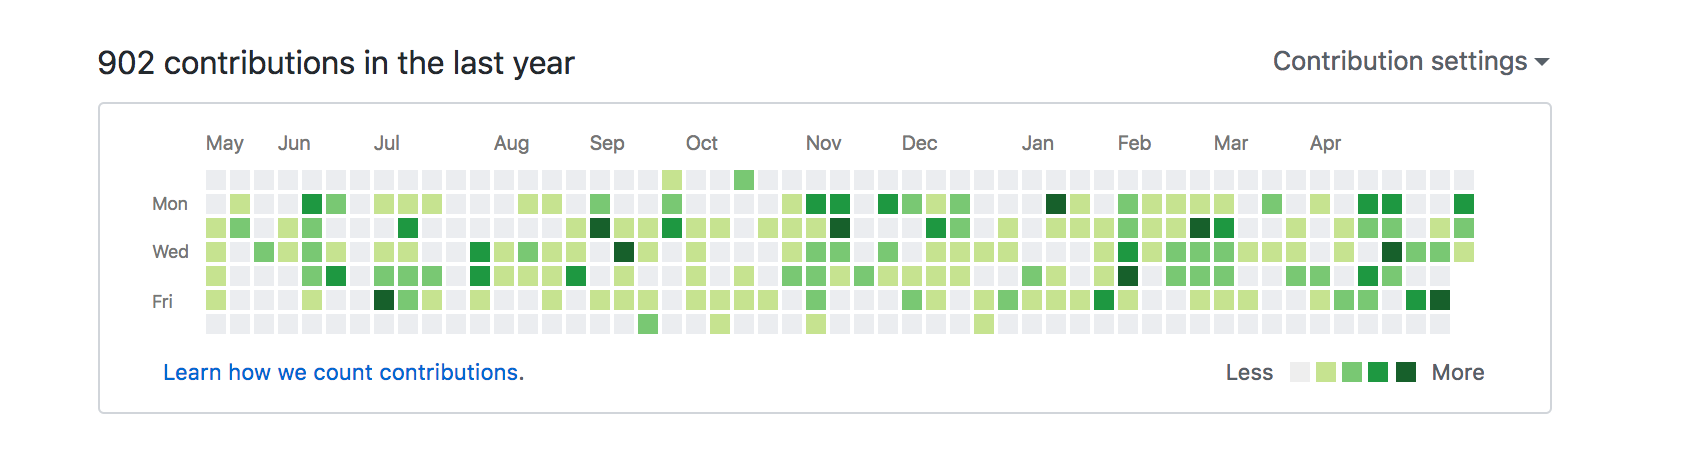 902 contributions in the last year
Contribution settings
May Jun Jul Aug Sep Oct Nov Dec Jan Feb Mar Apr
Mon
Wed
Fri
Learn how we count contributions.
Less More